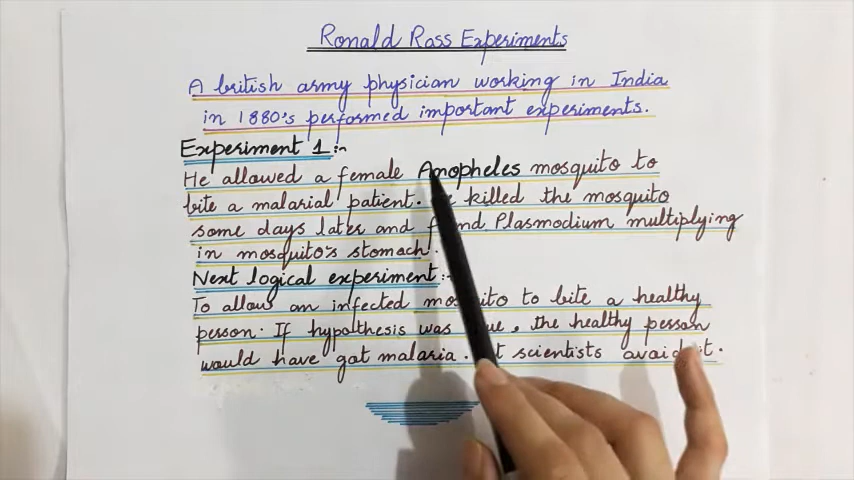 Ronald Ross Experiments
A british army physician working in India
in 1880's performed important experiments.
Experiment 1:-
He allowed a female Anopheles mosquito to
bite a malarial patient. killed the mosquito
some days later and Plasmodium multiplying
in mosquito's stomach.
Next logical experiment:-
To allow an infected mosquito to bite a healthy
person. If hypothesis was , the healthy person
would have got malaria. scientists avoid